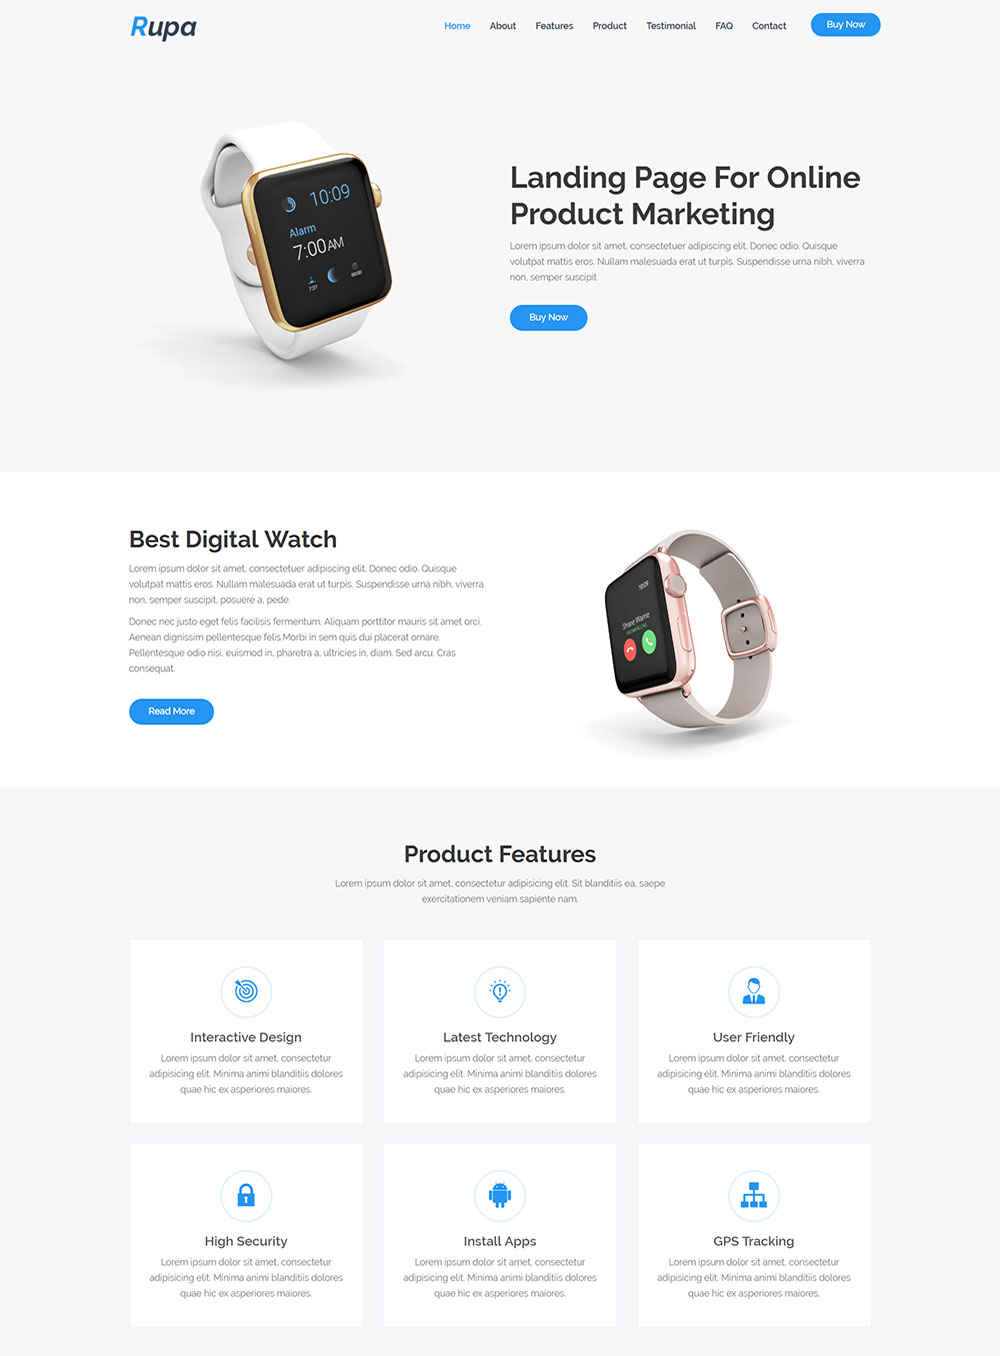 Rupa
Home About Features Product Testimonial FAQ Contact Buy Now
10:09
Alarm
7:00AM
7:37
00:00
Landing Page For Online
Product Marketing
Lorem ipsum dolor sit amet, consectetuer adipiscing elit. Donec odio. Quisque
volutpat mattis eros. Nullam malesuada erat ut turpis. Suspendisse urna nibh, viverra
non, semper suscipit
Buy Now
Best Digital Watch
Lorem ipsum dolor sit amet, consectetuer adipiscing elit. Donec odio. Quisque
volutpat mattis eros. Nullam malesuada erat ut turpis. Suspendisse urna nibh, viverra
non, semper suscipit, posuere a, pede.
Donec nec justo eget felis facilisis fermentum. Aliquam porttitor mauris sit amet orci.
Aenean dignissim pellentesque felis.Morbi in sem quis dui placerat ornare.
Pellentesque odio nisi, euismod in, pharetra a, ultricies in, diam. Sed arcu. Cras
consequat.
Read More
10:09
Product Features
Lorem ipsum dolor sit amet, consectetur adipisicing elit. Sit blanditiis ea, saepe
exercitationem veniam sapiente nam.
Interactive Design
Lorem ipsum dolor sit amet, consectetur
adipisicing elit. Minima animi blanditiis dolores
quae hic ex asperiores maiores.
Latest Technology
Lorem ipsum dolor sit amet, consectetur
adipisicing elit. Minima animi blanditiis dolores
quae hic ex asperiores maiores.
User Friendly
Lorem ipsum dolor sit amet, consectetur
adipisicing elit. Minima animi blanditiis dolores
quae hic ex asperiores maiores.
High Security
Lorem ipsum dolor sit amet, consectetur
adipisicing elit. Minima animi blanditiis dolores
quae hic ex asperiores maiores.
Install Apps
Lorem ipsum dolor sit amet, consectetur
adipisicing elit. Minima animi blanditiis dolores
quae hic ex asperiores maiores.
GPS Tracking
Lorem ipsum dolor sit amet, consectetur
adipisicing elit. Minima animi blanditiis dolores
quae hic ex asperiores maiores.